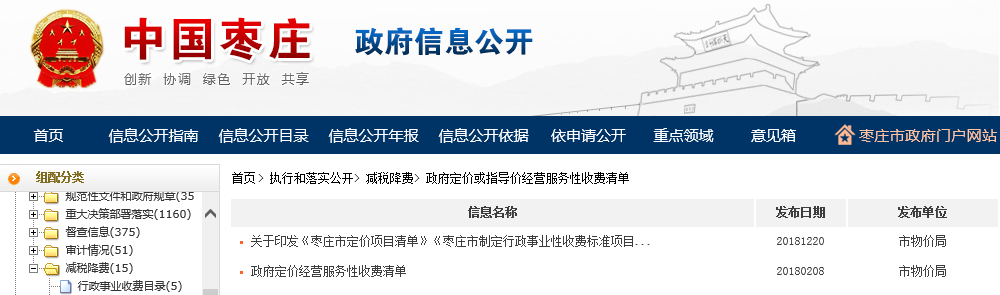 中国枣庄
创新 协调 绿色 开放 共享
政府信息公开
首页 信息公开指南 信息公开目录 信息公开年报 信息公开依据 依申请公开 重点领域 意见箱 枣庄市政府门户网站
组配分类
规范性文件和政府规章(35
重大决策部署落实(1160)
督查信息(375)
审计情况(51)
减税降费(15)
行政事业收费目录(5)
首页> 执行和落实公开> 减税降费> 政府定价或指导价经营服务性收费清单
信息名称 发布日期 发布单位
关于印发《枣庄市定价项目清单》《枣庄市制定行政事业性收费标准项目... 20181220 市物价局
政府定价经营服务性收费清单 20180208 市物价局